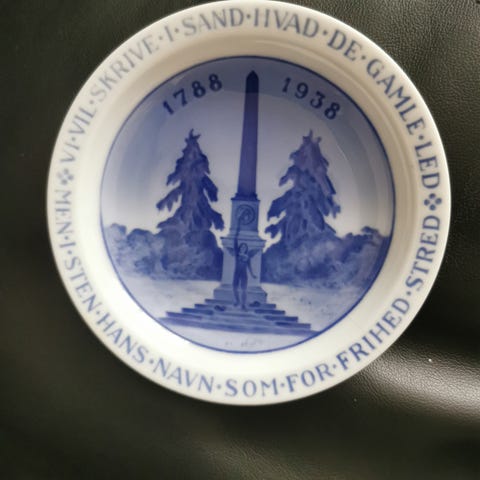 1788 1938
❖ VI·VIL·SKRIVE·I·SAND·HVAD·DE·GAMLE·LED ❖ MEN·I·STEN·HANS·NAVN·SOM·FOR·FRIHED·STRED